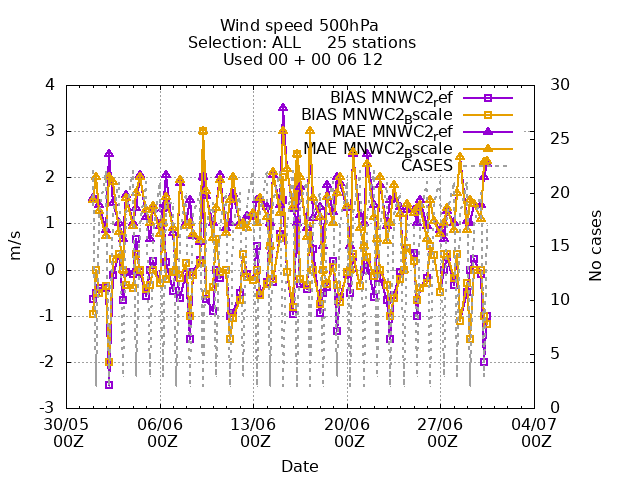 Wind speed 500hPa
Selection: ALL 25 stations
Used 00 + 00 06 12
BIAS MNWC2_ref
BIAS MNWC2_Bscale
MAE MNWC2_ref
MAE MNWC2_Bscale
CASES
4
3
2
1
0
-1
-2
-3
m/s
30
25
20
15
10
5
0
No cases
30/05 06/06 13/06 20/06 27/06 04/07
00Z 00Z 00Z 00Z 00Z 00Z
Date